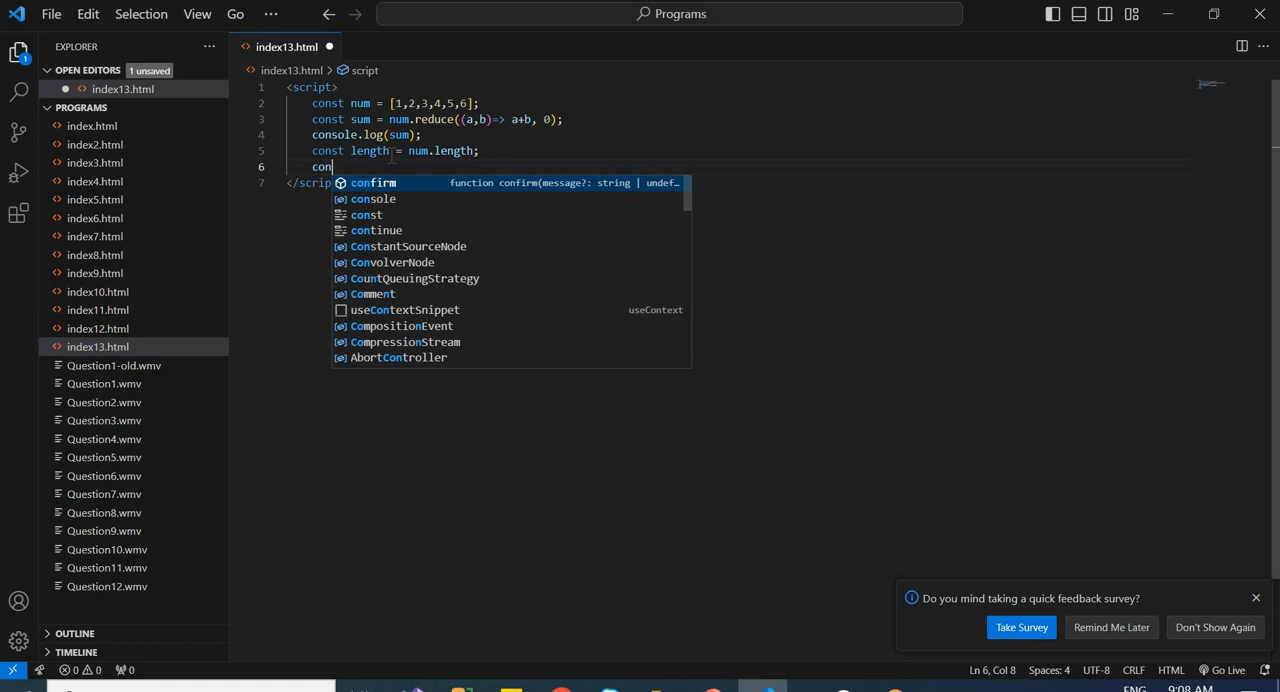 File Edit Selection View Go ··· Programs
EXPLORER ···
OPEN EDITORS 1 unsaved
index13.html
PROGRAMS
index.html
index2.html
index3.html
index4.html
index5.html
index6.html
index7.html
index8.html
index9.html
index10.html
index11.html
index12.html
index13.html
Question1-old.wmv
Question1.wmv
Question2.wmv
Question3.wmv
Question4.wmv
Question5.wmv
Question6.wmv
Question7.wmv
Question8.wmv
Question9.wmv
Question10.wmv
Question11.wmv
Question12.wmv
OUTLINE
TIMELINE
index13.html
index13.html > script
1 <script>
2 const num = [1,2,3,4,5,6];
3 const sum = num.reduce((a,b)=> a+b, 0);
4 console.log(sum);
5 const length = num.length;
6 con
7 </scrip
confirm function confirm(message?: string | undef…
console
const
continue
ConstantSourceNode
ConvolverNode
CountQueuingStrategy
Comment
useContextSnippet useContext
CompositionEvent
CompressionStream
AbortController
Do you mind taking a quick feedback survey?
Take Survey Remind Me Later Don't Show Again
0 0 0 Ln 6, Col 8 Spaces: 4 UTF-8 CRLF HTML Go Live
ENG 9:08 AM